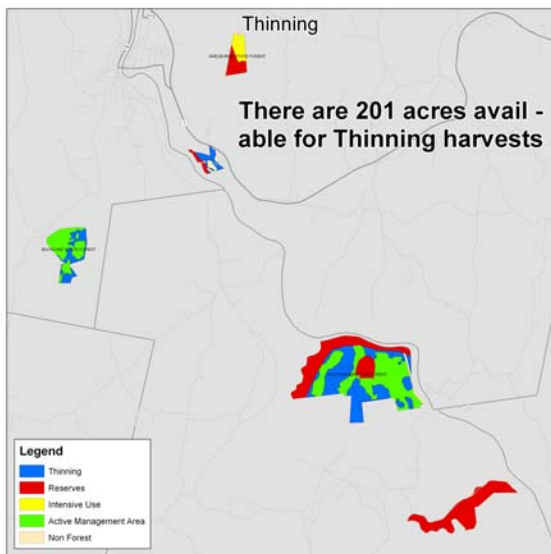 Thinning
There are 201 acres avail -
able for Thinning harvests
Legend
Thinning
Reserves
Intensive Use
Active Management Area
Non Forest